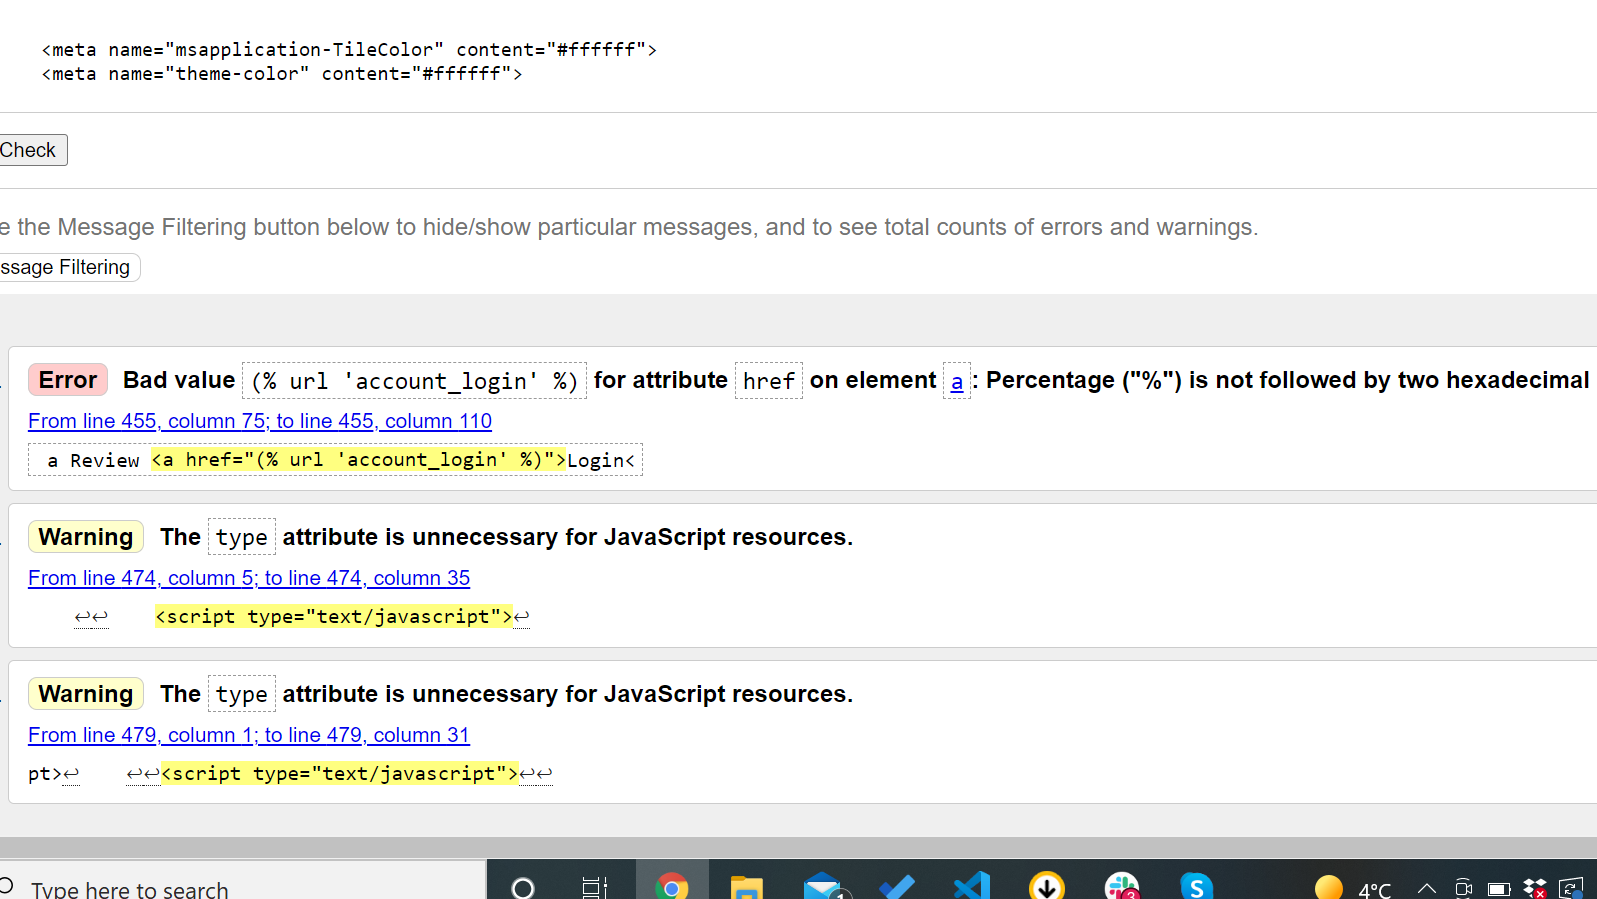 <meta name="msapplication-TileColor" content="#ffffff">
<meta name="theme-color" content="#ffffff">
Check
e the Message Filtering button below to hide/show particular messages, and to see total counts of errors and warnings.
ssage Filtering
Error Bad value (% url 'account_login' %) for attribute href on element a: Percentage ("%") is not followed by two hexadecimal
From line 455, column 75; to line 455, column 110
a Review <a href="(% url 'account_login' %)">Login<
Warning The type attribute is unnecessary for JavaScript resources.
From line 474, column 5; to line 474, column 35
↩↩ <script type="text/javascript">↩
Warning The type attribute is unnecessary for JavaScript resources.
From line 479, column 1; to line 479, column 31
pt>↩ ↩↩<script type="text/javascript">↩↩
Type here to search 1 3 S 4°C